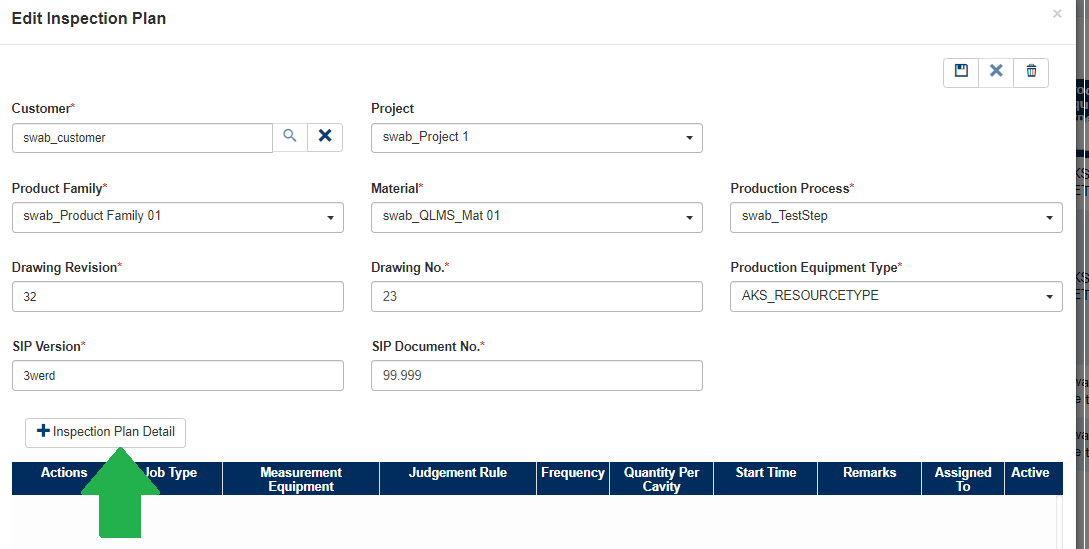 Edit Inspection Plan
×
Customer*
Project
swab_customer
swab_Project 1
Product Family*
Material*
Production Process*
swab_Product Family 01
swab_QLMS_Mat 01
swab_TestStep
Drawing Revision*
Drawing No.*
Production Equipment Type*
32
23
AKS_RESOURCETYPE
SIP Version*
SIP Document No.*
3werd
99.999
Inspection Plan Detail
Actions
Job Type
Measurement
Equipment
Judgement Rule
Frequency
Quantity Per
Cavity
Start Time
Remarks
Assigned
To
Active